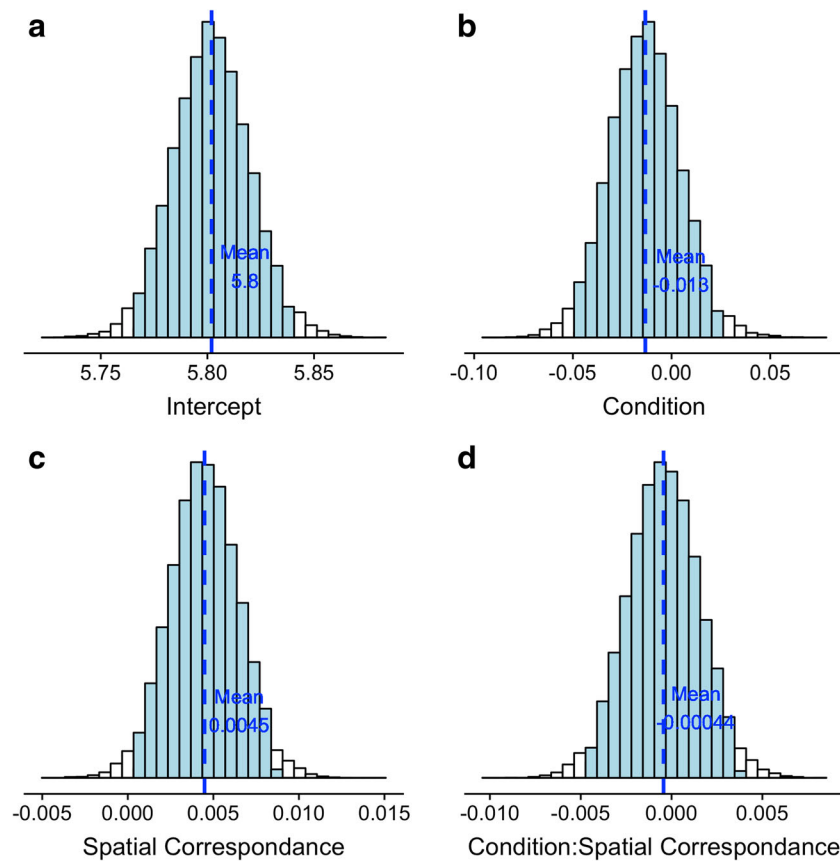 a
Mean
5.8
5.75 5.80 5.85
Intercept
b
Mean
-0.013
-0.10 -0.05 0.00 0.05
Condition
c
Mean
0.0045
-0.005 0.000 0.005 0.010 0.015
Spatial Correspondance
d
Mean
-0.00044
-0.010 -0.005 0.000 0.005
Condition:Spatial Correspondance